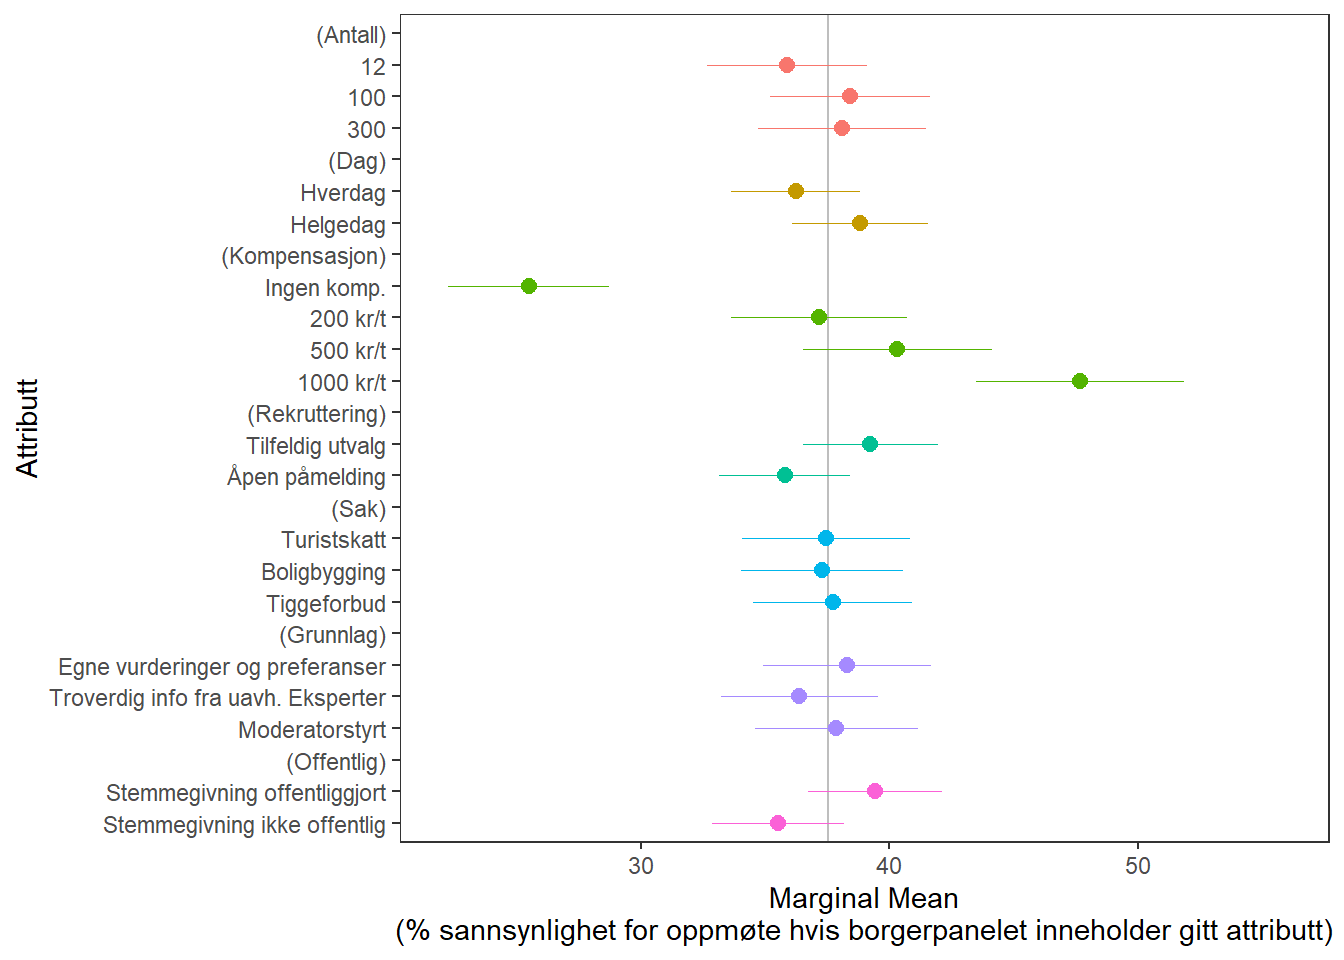 (Antall)
12
100
300
(Dag)
Hverdag
Helgedag
(Kompensasjon)
Ingen komp.
200 kr/t
500 kr/t
1000 kr/t
(Rekruttering)
Tilfeldig utvalg
Åpen påmelding
(Sak)
Turistskatt
Boligbygging
Tiggeforbud
(Grunnlag)
Egne vurderinger og preferanser
Troverdig info fra uavh. Eksperter
Moderatorstyrt
(Offentlig)
Stemmegivning offentliggjort
Stemmegivning ikke offentlig
Attributt
30 40 50
Marginal Mean
(% sannsynlighet for oppmøte hvis borgerpanelet inneholder gitt attributt)